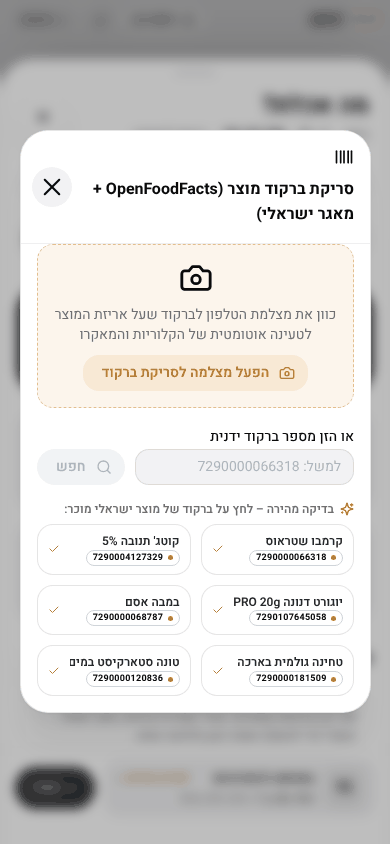 מה אכלת?
סריקת ברקוד מוצר (OpenFoodFacts +
מאגר ישראלי)
כוון את מצלמת הטלפון לברקוד שעל אריזת המוצר
לטעינה אוטומטית של הקלוריות והמאקרו
הפעל מצלמה לסריקת ברקוד
או הזן מספר ברקוד ידנית
למשל: 7290000066318
חפש
בדיקה מהירה – לחץ על ברקוד של מוצר ישראלי מוכר:
קרמבו שטראוס
7290000066318
קוטג' תנובה 5%
7290004127329
יוגורט דנונה PRO 20g
7290107645058
במבה אסם
7290000068787
טחינה גולמית בארכה
7290000181509
טונה סטארקיסט במים
7290000120836